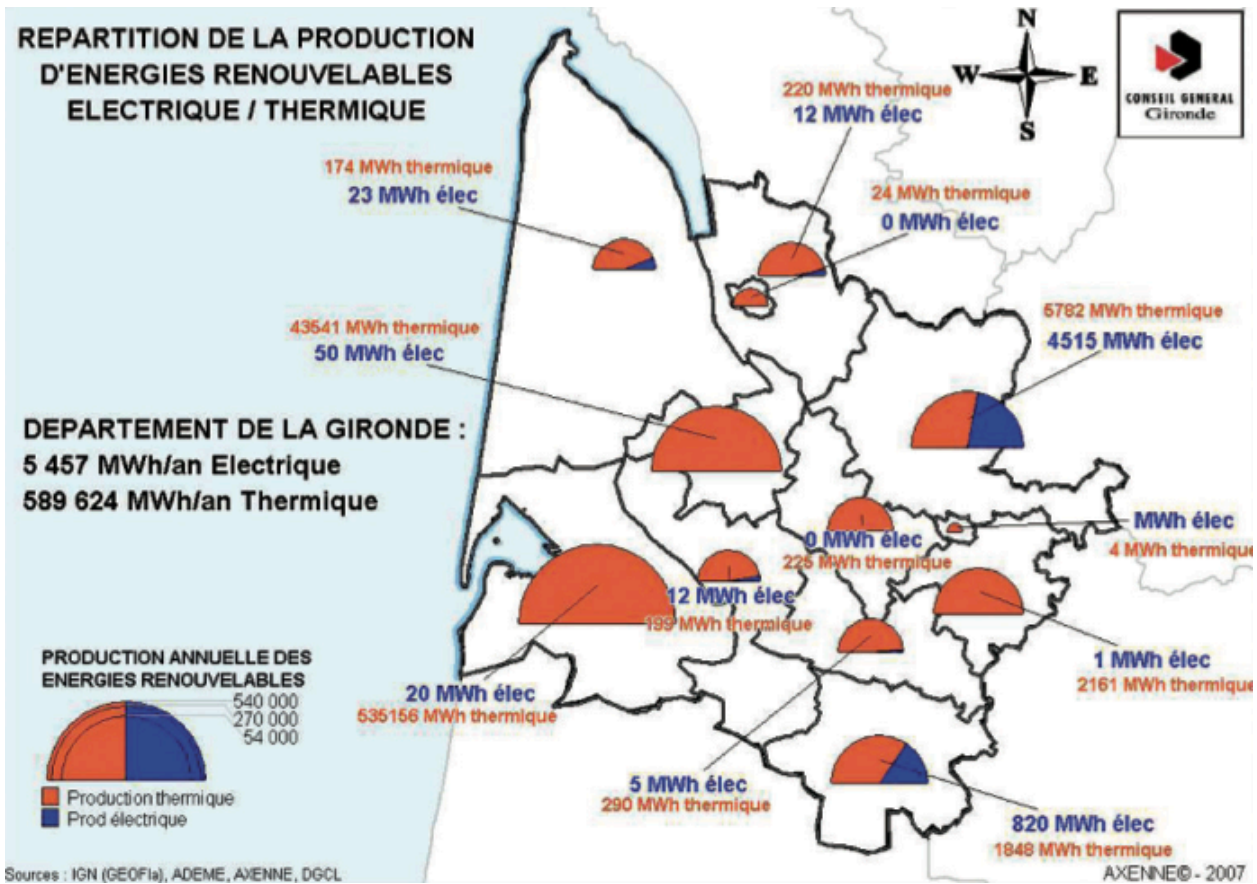 REPARTITION DE LA PRODUCTION
D'ENERGIES RENOUVELABLES
ELECTRIQUE / THERMIQUE
N
W
E
S
CONSEIL GENERAL
Gironde
220 MWh thermique
12 MWh élec
174 MWh thermique
23 MWh élec
24 MWh thermique
0 MWh élec
43541 MWh thermique
50 MWh élec
5782 MWh thermique
4515 MWh élec
DEPARTEMENT DE LA GIRONDE :
5 457 MWh/an Electrique
589 624 MWh/an Thermique
MWh élec
4 MWh thermique
0 MWh élec
225 MWh thermique
12 MWh élec
199 MWh thermique
1 MWh élec
2161 MWh thermique
20 MWh élec
535156 MWh thermique
5 MWh élec
290 MWh thermique
820 MWh élec
1848 MWh thermique
PRODUCTION ANNUELLE DES
ENERGIES RENOUVELABLES
540 000
270 000
54 000
Production thermique
Prod électrique
Sources : IGN (GEOFla), ADEME, AXENNE, DGCL
AXENNE© - 2007